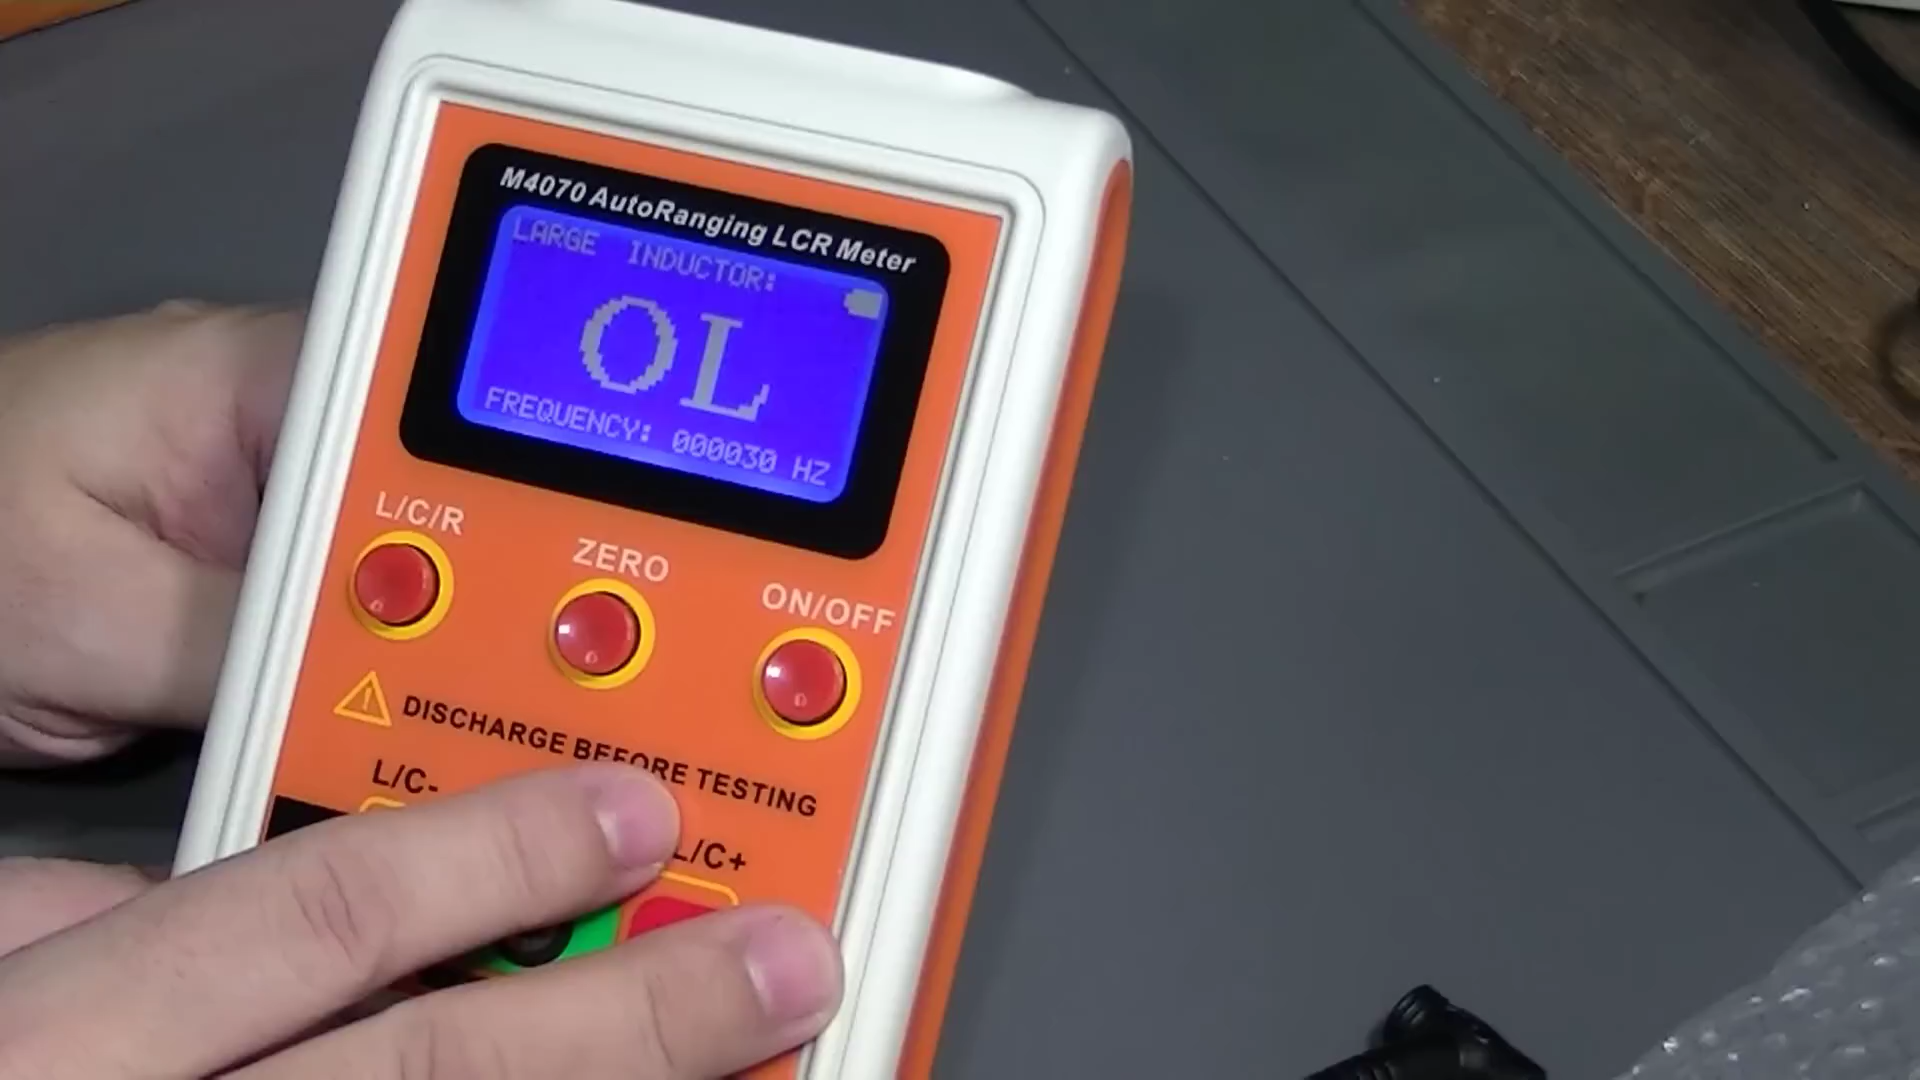 M4070 AutoRanging LCR Meter
LARGE INDUCTOR:
OL
FREQUENCY: 000030 HZ
L/C/R
ZERO
ON/OFF
DISCHARGE BEFORE TESTING
L/C-
L/C+